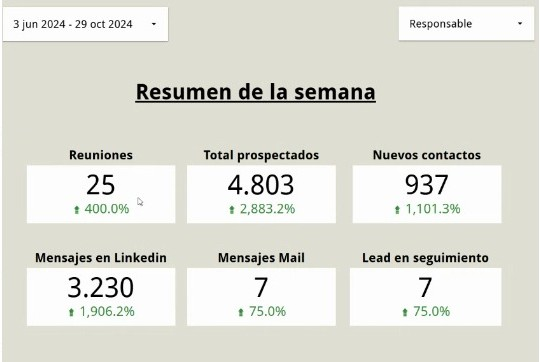 3 jun 2024 - 29 oct 2024
Responsable
Resumen de la semana
Reuniones
Total prospectados
Nuevos contactos
25
4.803
937
400.0%
2,883.2%
1,101.3%
Mensajes en Linkedin
Mensajes Mail
Lead en seguimiento
3.230
7
7
1,906.2%
75.0%
75.0%